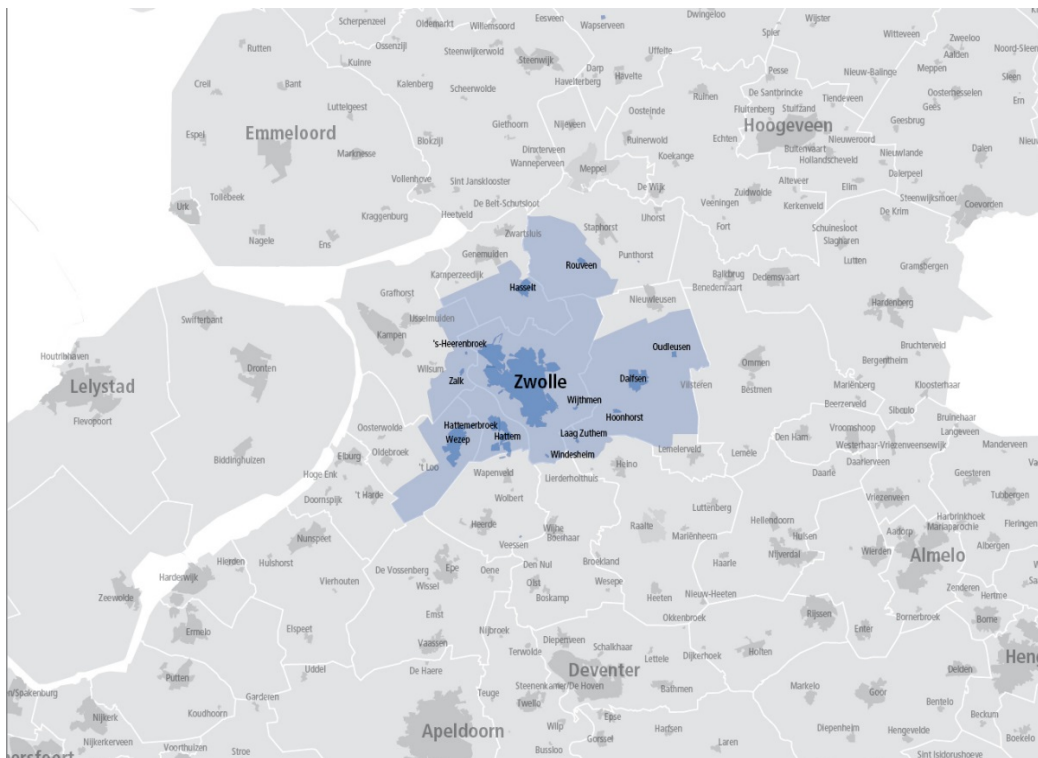 Scherpenzeel
Oldemarkt
Willemsoord
Eesveen
Wapserveen
Dwingeloo
Wijster
Witteveen
Zweeloo
Rutten
Ossenzijl
Steenwijkerwold
Uffelte
Spier
Aalden
Noord-Sleen
Kuinre
Steenwijk
Darp
Havelte
Pesse
Nieuw-Balinge
Meppen
Sleen
Creil
Bant
Kalenberg
Scheerwolde
Havelterberg
Ruinen
De Santbrincke
Tiendeveen
Oosterhesselen
Gees
Erm
Luttelgeest
Oosteinde
Fluitenberg
Stuifzand
Geesbrug
Espel
Emmeloord
Giethoorn
Nijeveen
Hoogeveen
Blokzijl
Ruinerwold
Echten
Nieuweroord
Marknesse
Dinxterveen
Wanneperveen
Koekange
Buitenvaart
Hollandscheveld
Nieuwlande
Dalen
Vollenhove
Sint Jansklooster
Meppel
Alteveer
Dalerpeel
Tollebeek
De Wijk
Zuidwolde
Elim
Urk
De Belt-Schutsloot
Veeningen
Kerkenveld
Steenwijksmoer
Coevorden
Kraggenburg
Heetveld
IJhorst
Fort
De Krim
Nagele
Ens
Zwartsluis
Staphorst
Schuinesloot
Slagharen
Genemuiden
Punthorst
Lutten
Gramsbergen
Kamperzeedijk
Rouveen
Balkbrug
Dedemsvaart
Benedenvaart
Hasselt
Grafhorst
Nieuwleusen
Hardenberg
Swifterbant
IJsselmuiden
Kampen
Bruchterveld
Houtribhaven
's-Heerenbroek
Oudleusen
Bergentheim
Dronten
Wilsum
Ommen
Lelystad
Zalk
Zwolle
Dalfsen
Vilsteren
Bestmen
Mariënberg
Kloosterhaar
Flevopoort
Wijthmen
Beerzerveld
Sibculo
Hoonhorst
Bruinehaar
Hattemerbroek
Hattem
Laag Zuthem
Vroomshoop
Langeveen
Oosterwolde
Wezep
Den Ham
Westerhaar-Vriezenveensewijk
Manderveen
Elburg
Oldebroek
Windesheim
Lemelerveld
Lemele
Daarlerveen
Biddinghuizen
Hoge Enk
't Loo
Wapenveld
Heino
Daarle
Geesteren
Doornspijk
't Harde
Lierderholthuis
Wolbert
Luttenberg
Vriezenveen
Tubbergen
Heerde
Raalte
Hellendoorn
Harbrinkhoek
Mariaparochie
Nunspeet
Wijhe
Boerhaar
Hulsen
Aadorp
Fleringen
Veessen
Mariënheem
Wierden
Almelo
Albergen
Hierden
Hulshorst
Den Nul
Broekland
Haarle
Nijverdal
Harderwijk
De Vossenberg
Epe
Oene
Vierhouten
Wissel
Olst
Wesepe
Zeewolde
Boskamp
Heeten
Nieuw-Heeten
Zenderen
Hertme
Emst
Okkenbroek
Rijssen
Bornerbroek
Borne
Ermelo
Elspeet
Nijbroek
Enter
Vaassen
Diepenveen
Schalkhaar
Terwolde
Lettele
Dijkerhoek
Holten
Uddel
De Haere
Deventer
Delden
Putten
Steenenkamer/De Hoven
Bathmen
Markelo
Goor
Garderen
Teuge
Twello
Bentelo
Koudhoorn
Nijkerk
Apeldoorn
Wilp
Epse
Harfsen
Beckum
Gorssel
Diepenheim
Hengevelde
Nijkerkerveen
Voorthuizen
Stroe
Bussloo
Laren
Boekelo
Sint Isidorushoeve